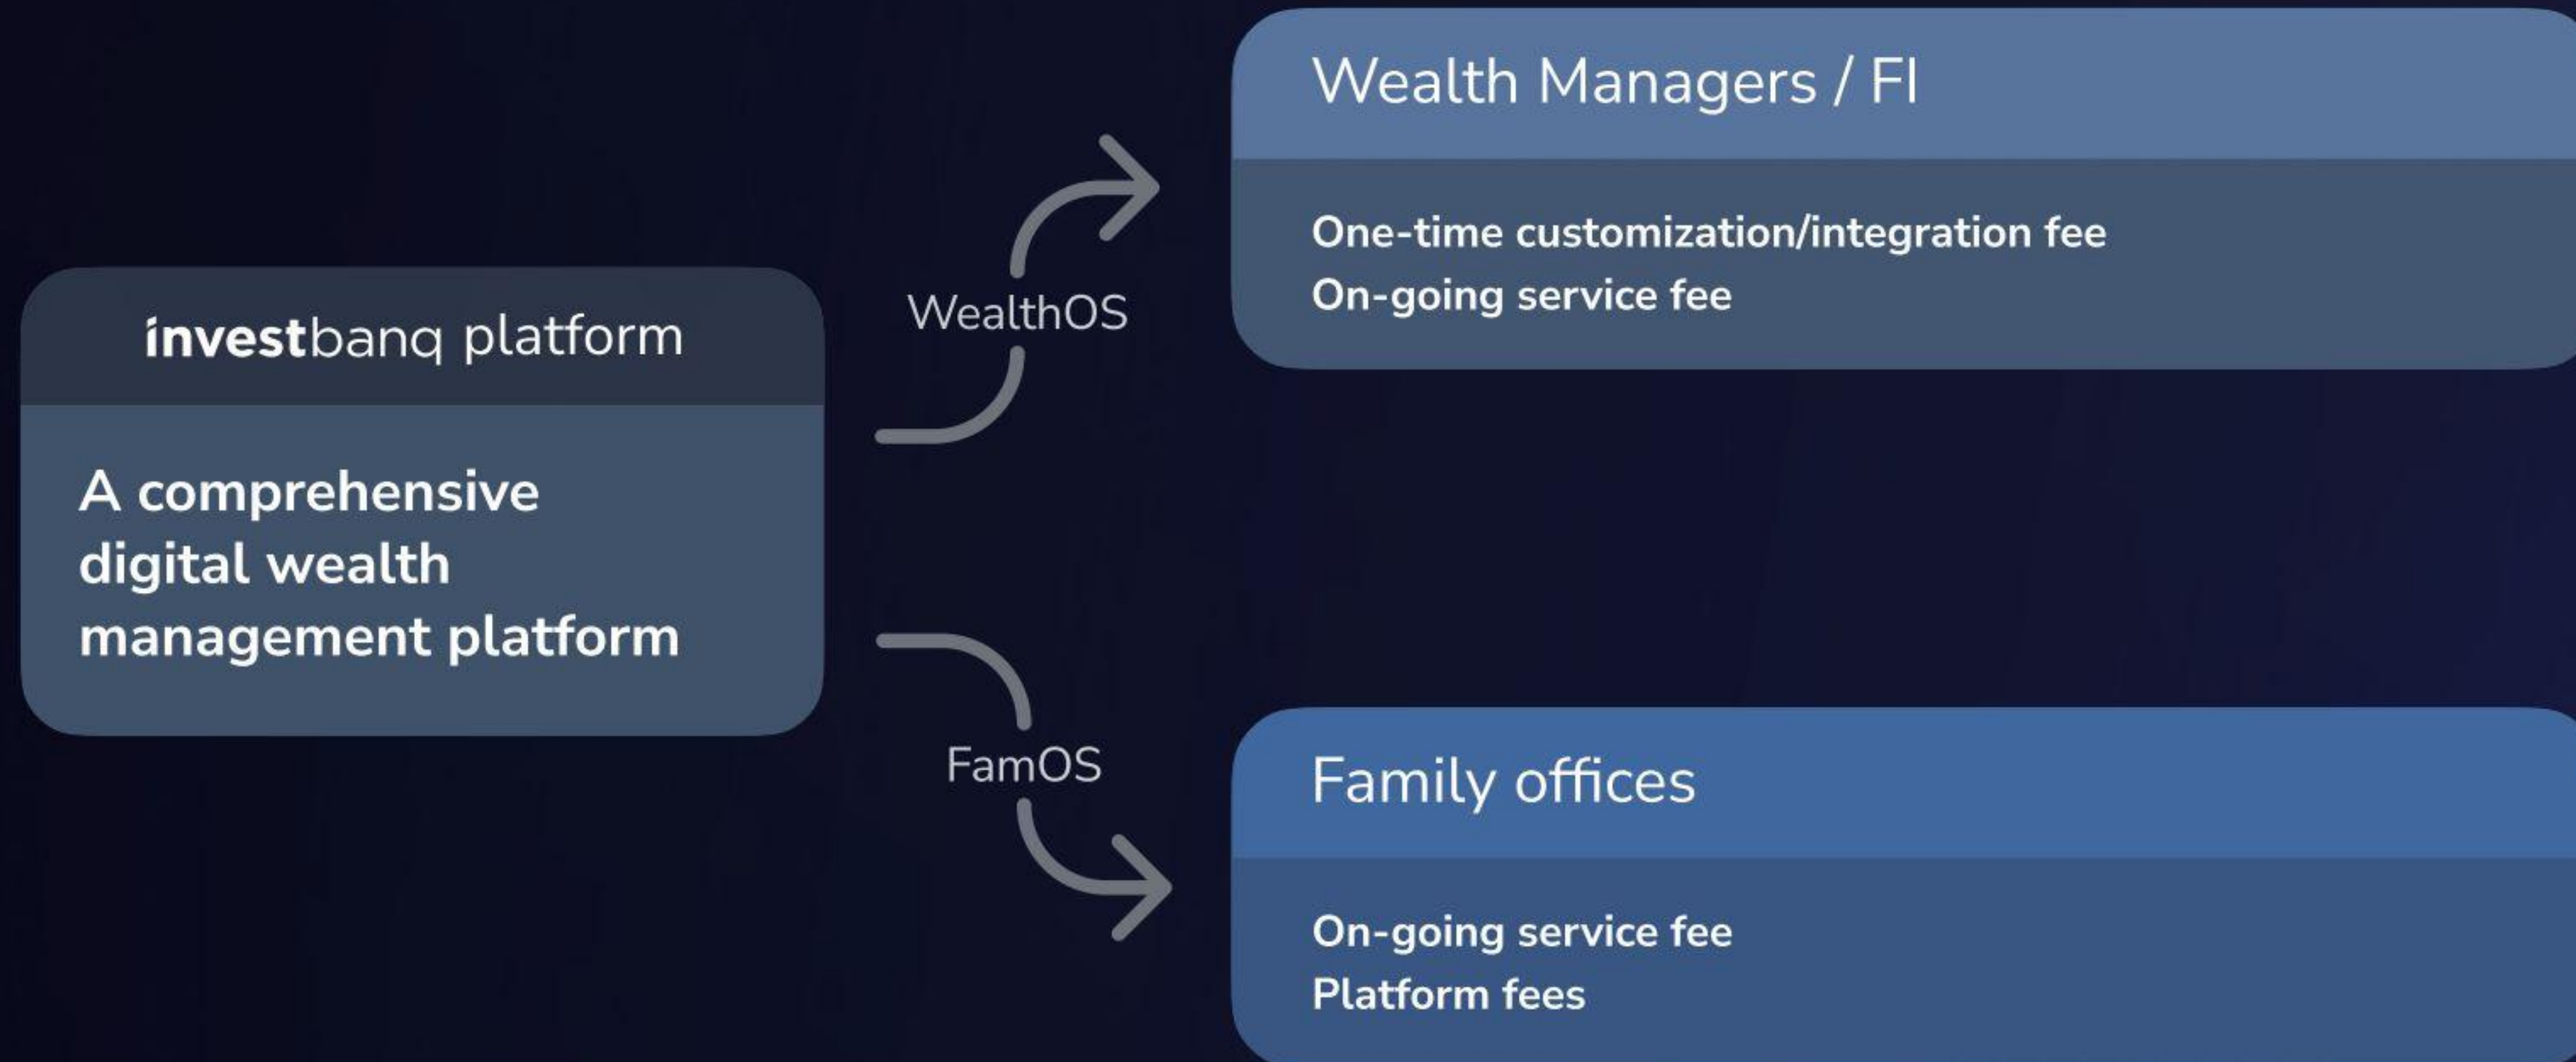 investbanq platform
A comprehensive
digital wealth
management platform
WealthOS
FamOS
Wealth Managers / FI
One-time customization/integration fee
On-going service fee
Family offices
On-going service fee
Platform fees